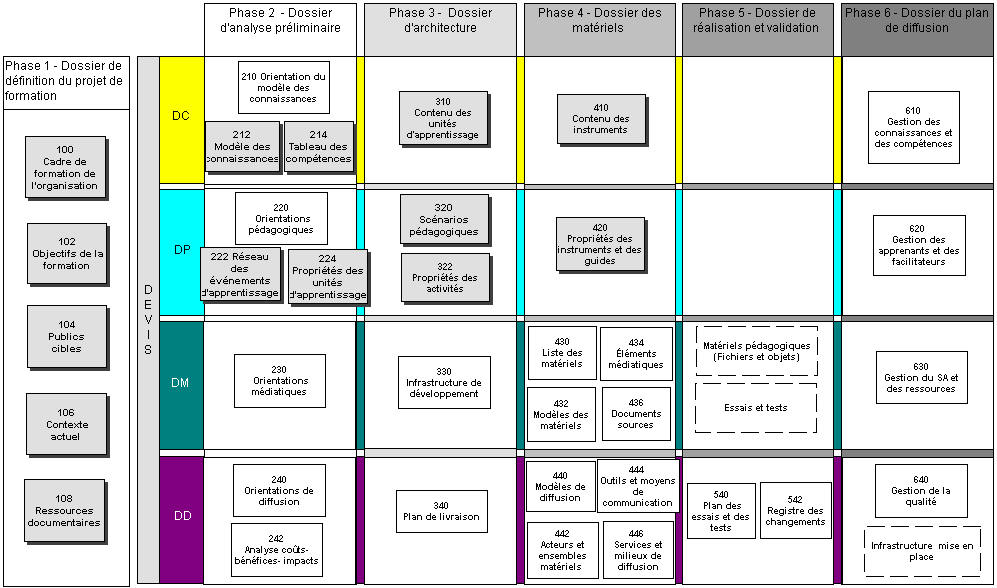 Phase 1 - Dossier de
définition du projet de
formation
100
Cadre de
formation de
l'organisation
102
Objectifs de la
formation
104
Publics
cibles
106
Contexte
actuel
108
Ressources
documentaires
DEVIS
Phase 2 - Dossier
d'analyse préliminaire
Phase 3 - Dossier
d'architecture
Phase 4 - Dossier des
matériels
Phase 5 - Dossier de
réalisation et validation
Phase 6 - Dossier du plan
de diffusion
DC
210 Orientation du
modèle des
connaissances
212
Modèle des
connaissances
214
Tableau des
compétences
310
Contenu des
unités
d'apprentissage
410
Contenu des
instruments
610
Gestion des
connaissances et
des compétences
DP
220
Orientations
pédagogiques
222 Réseau
des
événements
d'apprentissage
224
Propriétés des
unités
d'apprentissage
320
Scénarios
pédagogiques
322
Propriétés des
activités
420
Propriétés des
instruments et des
guides
620
Gestion des
apprenants et des
facilitateurs
DM
230
Orientations
médiatiques
330
Infrastructure de
développement
430
Liste des
matériels
434
Éléments
médiatiques
432
Modèles des
matériels
436
Documents
sources
Matériels pédagogiques
(Fichiers et objets)
Essais et tests
630
Gestion du SA et
des ressources
DD
240
Orientations de
diffusion
242
Analyse coûts-
bénéfices- impacts
340
Plan de livraison
440
Modèles de
diffusion
444
Outils et moyens
de
communication
442
Acteurs et
ensembles
matériels
446
Services et
milieux de
diffusion
540
Plan des
essais et des
tests
542
Registre des
changements
640
Gestion de la
qualité
Infrastructure mise en
place